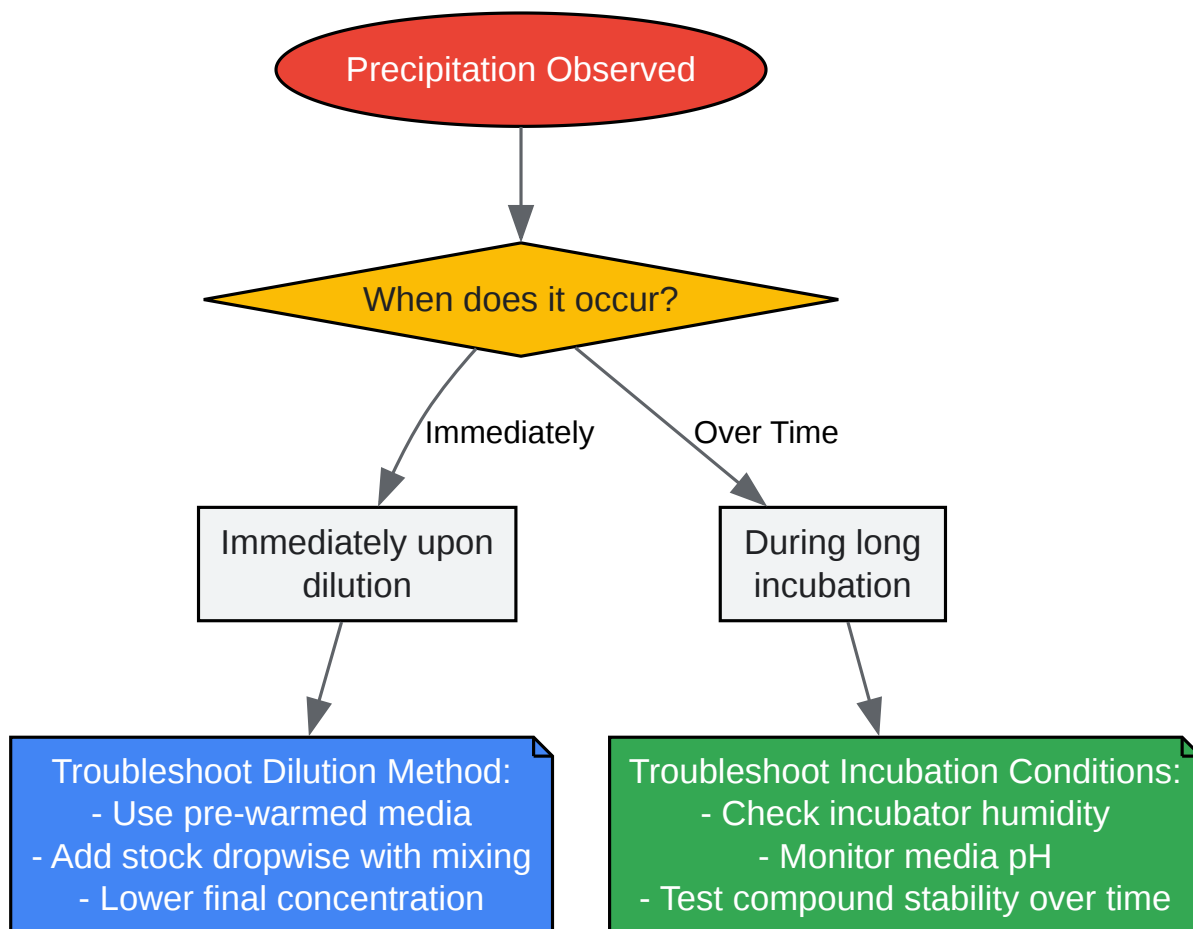 Precipitation Observed
When does it occur?
Immediately
Over Time
Immediately upon
dilution
During long
incubation
Troubleshoot Dilution Method:
- Use pre-warmed media
- Add stock dropwise with mixing
- Lower final concentration
Troubleshoot Incubation Conditions:
- Check incubator humidity
- Monitor media pH
- Test compound stability over time